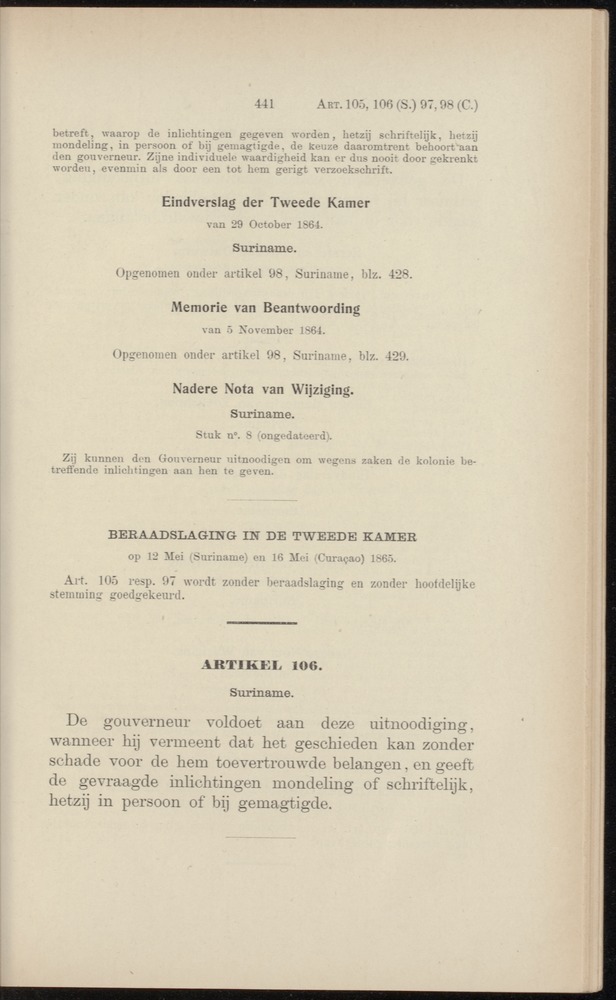 441 ART. 105, 106 (S.) 97, 98 (C.)
betreft, waarop de inlichtingen gegeven worden, hetzij schriftelijk, hetzij
mondeling, in persoon of bij gemagtigde, de keuze daaromtrent behoort aan
den gouverneur. Zijne individuele waardigheid kan er dus nooit door gekrenkt
worden, evenmin als door een tot hem gerigt verzoekschrift.
Eindverslag der Tweede Kamer
van 29 October 1864.
Suriname.
Opgenomen onder artikel 98, Suriname, blz. 428.
Memorie van Beantwoording
van 5 November 1864.
Opgenomen onder artikel 98, Suriname, blz. 429.
Nadere Nota van Wijziging.
Suriname.
Stuk nº. 8 (ongedateerd).
Zij kunnen den Gouverneur uitnoodigen om wegens zaken de kolonie be-
treffende inlichtingen aan hen te geven.
BERAADSLAGING IN DE TWEEDE KAMER
op 12 Mei (Suriname) en 16 Mei (Curaçao) 1865.
Art. 105 resp. 97 wordt zonder beraadslaging en zonder hoofdelijke
stemming goedgekeurd.
ARTIKEL 106.
Suriname.
De gouverneur voldoet aan deze uitnoodiging,
wanneer hij vermeent dat het geschieden kan zonder
schade voor de hem toevertrouwde belangen, en geeft
de gevraagde inlichtingen mondeling of schriftelijk,
hetzij in persoon of bij gemagtigde.